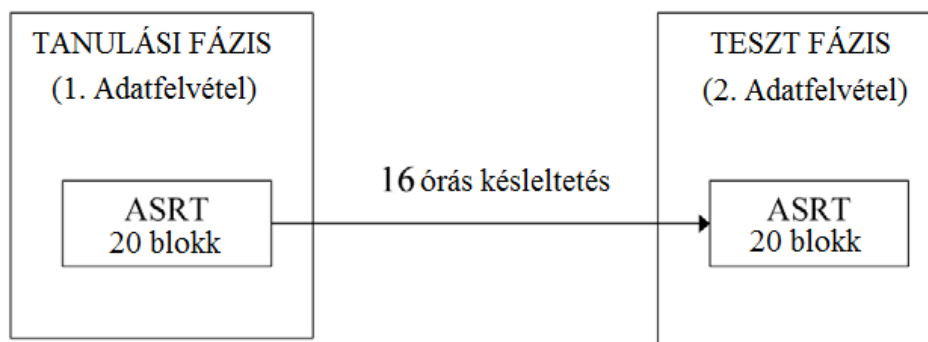 TANULÁSI FÁZIS
(1. Adatfelvétel)
ASRT
20 blokk
16 órás késleltetés
TESZT FÁZIS
(2. Adatfelvétel)
ASRT
20 blokk